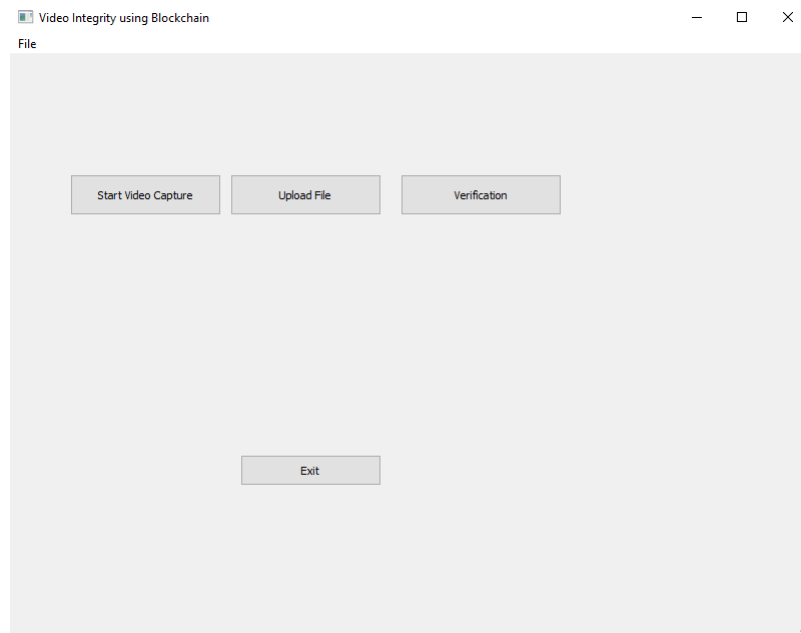 Video Integrity using Blockchain
File
Start Video Capture
Upload File
Verification
Exit